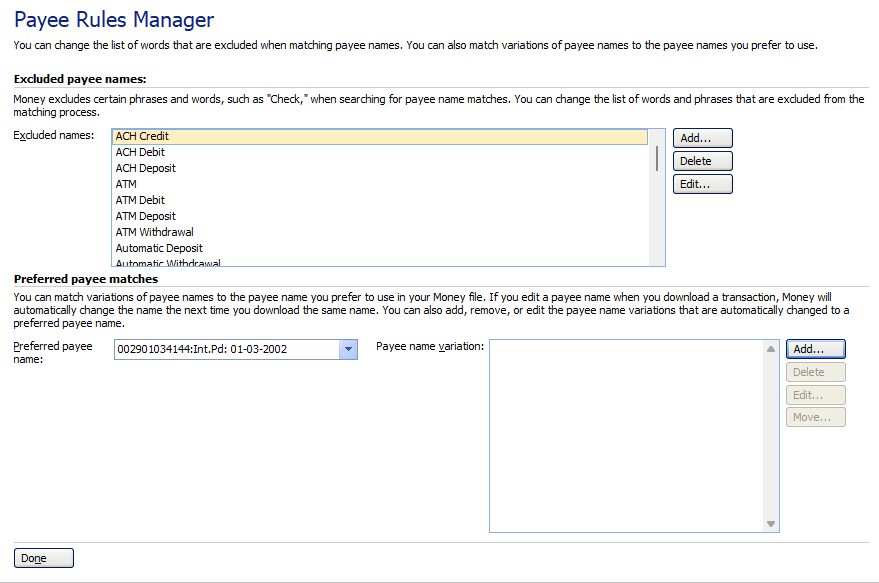 Payee Rules Manager
You can change the list of words that are excluded when matching payee names. You can also match variations of payee names to the payee names you prefer to use.
Excluded payee names:
Money excludes certain phrases and words, such as "Check," when searching for payee name matches. You can change the list of words and phrases that are excluded from the
matching process.
Excluded names:
ACH Credit
ACH Debit
ACH Deposit
ATM
ATM Debit
ATM Deposit
ATM Withdrawal
Automatic Deposit
Automatic Withdrawal
Add...
Delete
Edit...
Preferred payee matches
You can match variations of payee names to the payee name you prefer to use in your Money file. If you edit a payee name when you download a transaction, Money will
automatically change the name the next time you download the same name. You can also add, remove, or edit the payee name variations that are automatically changed to a
preferred payee name.
Preferred payee
name:
002901034144:Int.Pd: 01-03-2002
Payee name variation:
Add...
Delete
Edit...
Move...
Done